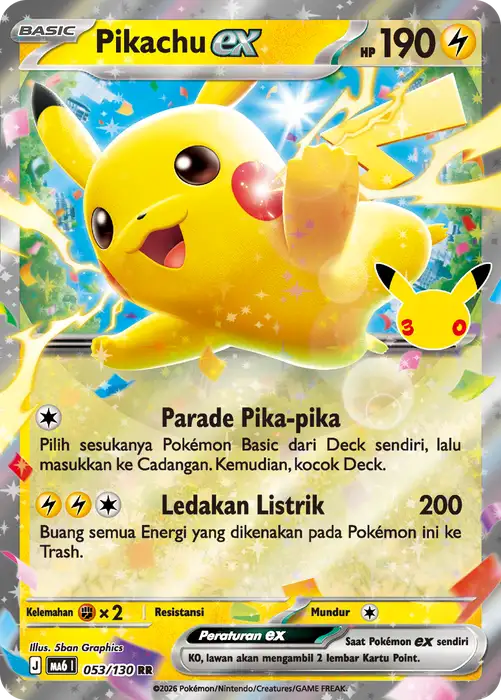 BASIC
Pikachu ex
HP 190
30
Parade Pika-pika
Pilih sesukanya Pokémon Basic dari Deck sendiri, lalu
masukkan ke Cadangan. Kemudian, kocok Deck.
Ledakan Listrik 200
Buang semua Energi yang dikenakan pada Pokémon ini ke
Trash.
Kelemahan ×2 Resistansi Mundur
Illus. 5ban Graphics
J MA6 I 053/130 RR
Peraturan ex
Saat Pokémon ex sendiri
KO, lawan akan mengambil 2 lembar Kartu Point.
©2026 Pokémon/Nintendo/Creatures/GAME FREAK.